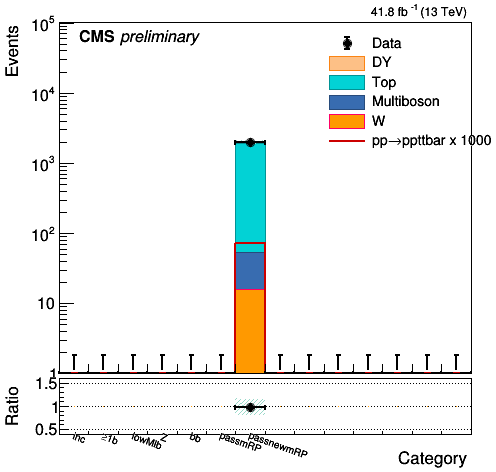 41.8 fb⁻¹ (13 TeV)
CMS preliminary
Events
10⁵
10⁴
10³
10²
10
1
Data
DY
Top
Multiboson
W
pp→ppttbar x 1000
Ratio
1.5
1
0.5
inc
≥1b
lowMlb
Z
bb
passmRP
passnewmRP
Category